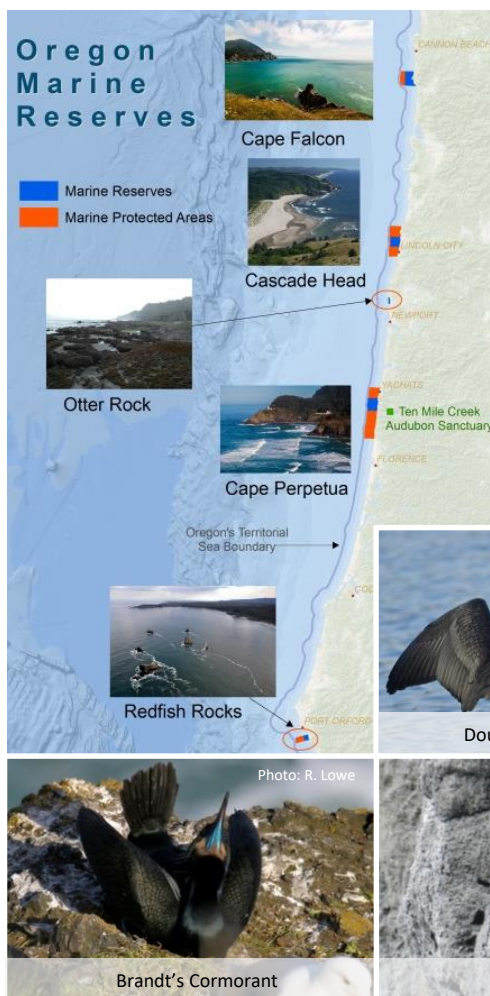 Oregon
Marine
Reserves
CANNON BEACH
Cape Falcon
Marine Reserves
Marine Protected Areas
LINCOLN CITY
Cascade Head
NEWPORT
Otter Rock
YACHATS
Ten Mile Creek
Audubon Sanctuary
Cape Perpetua
FLORENCE
Oregon's Territorial
Sea Boundary
Redfish Rocks
PORT ORFORD
Photo: R. Lowe
Brandt's Cormorant